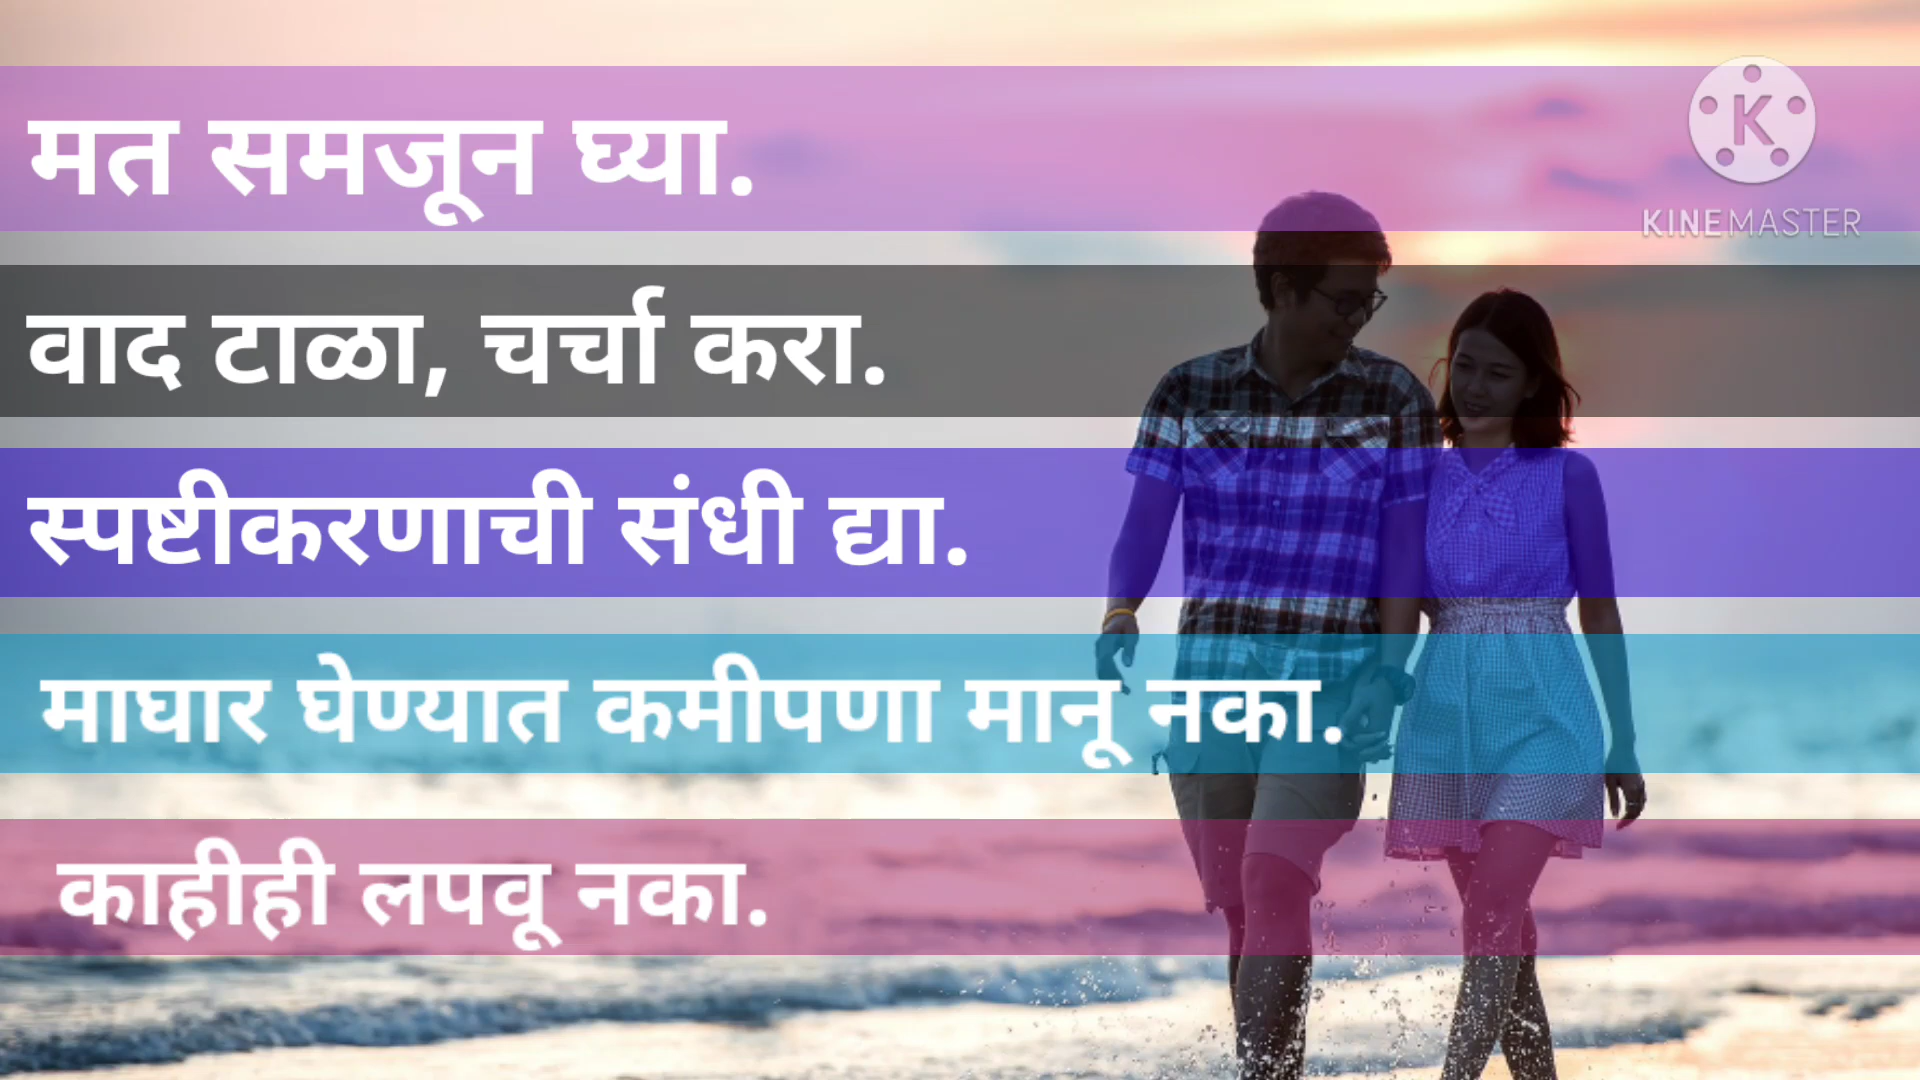 मत समजून घ्या.
KINEMASTER
वाद टाळा, चर्चा करा.
स्पष्टीकरणाची संधी द्या.
माघार घेण्यात कमीपणा मानू नका.
काहीही लपवू नका.